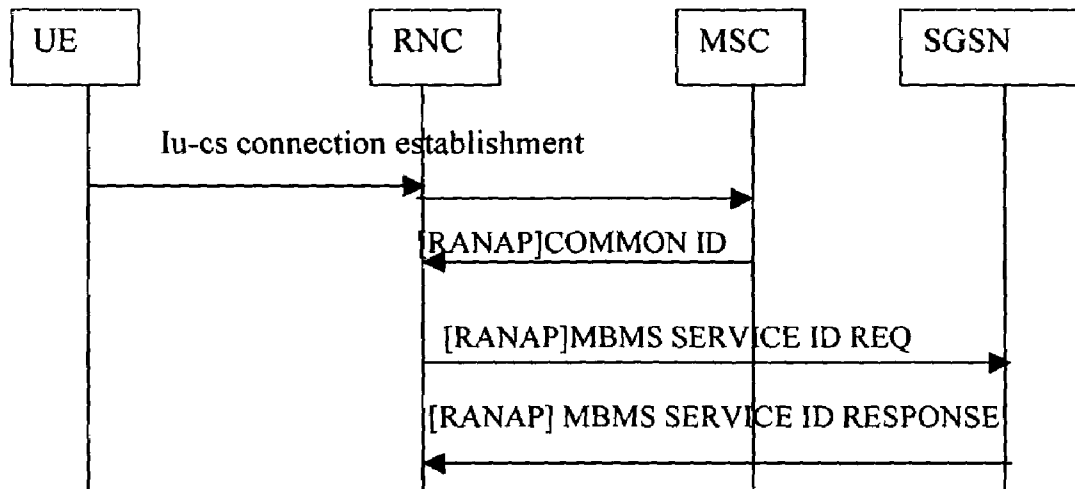 UE
RNC
MSC
SGSN
Iu-cs connection establishment
[RANAP]COMMON ID
[RANAP]MBMS SERVICE ID REQ
[RANAP] MBMS SERVICE ID RESPONSE